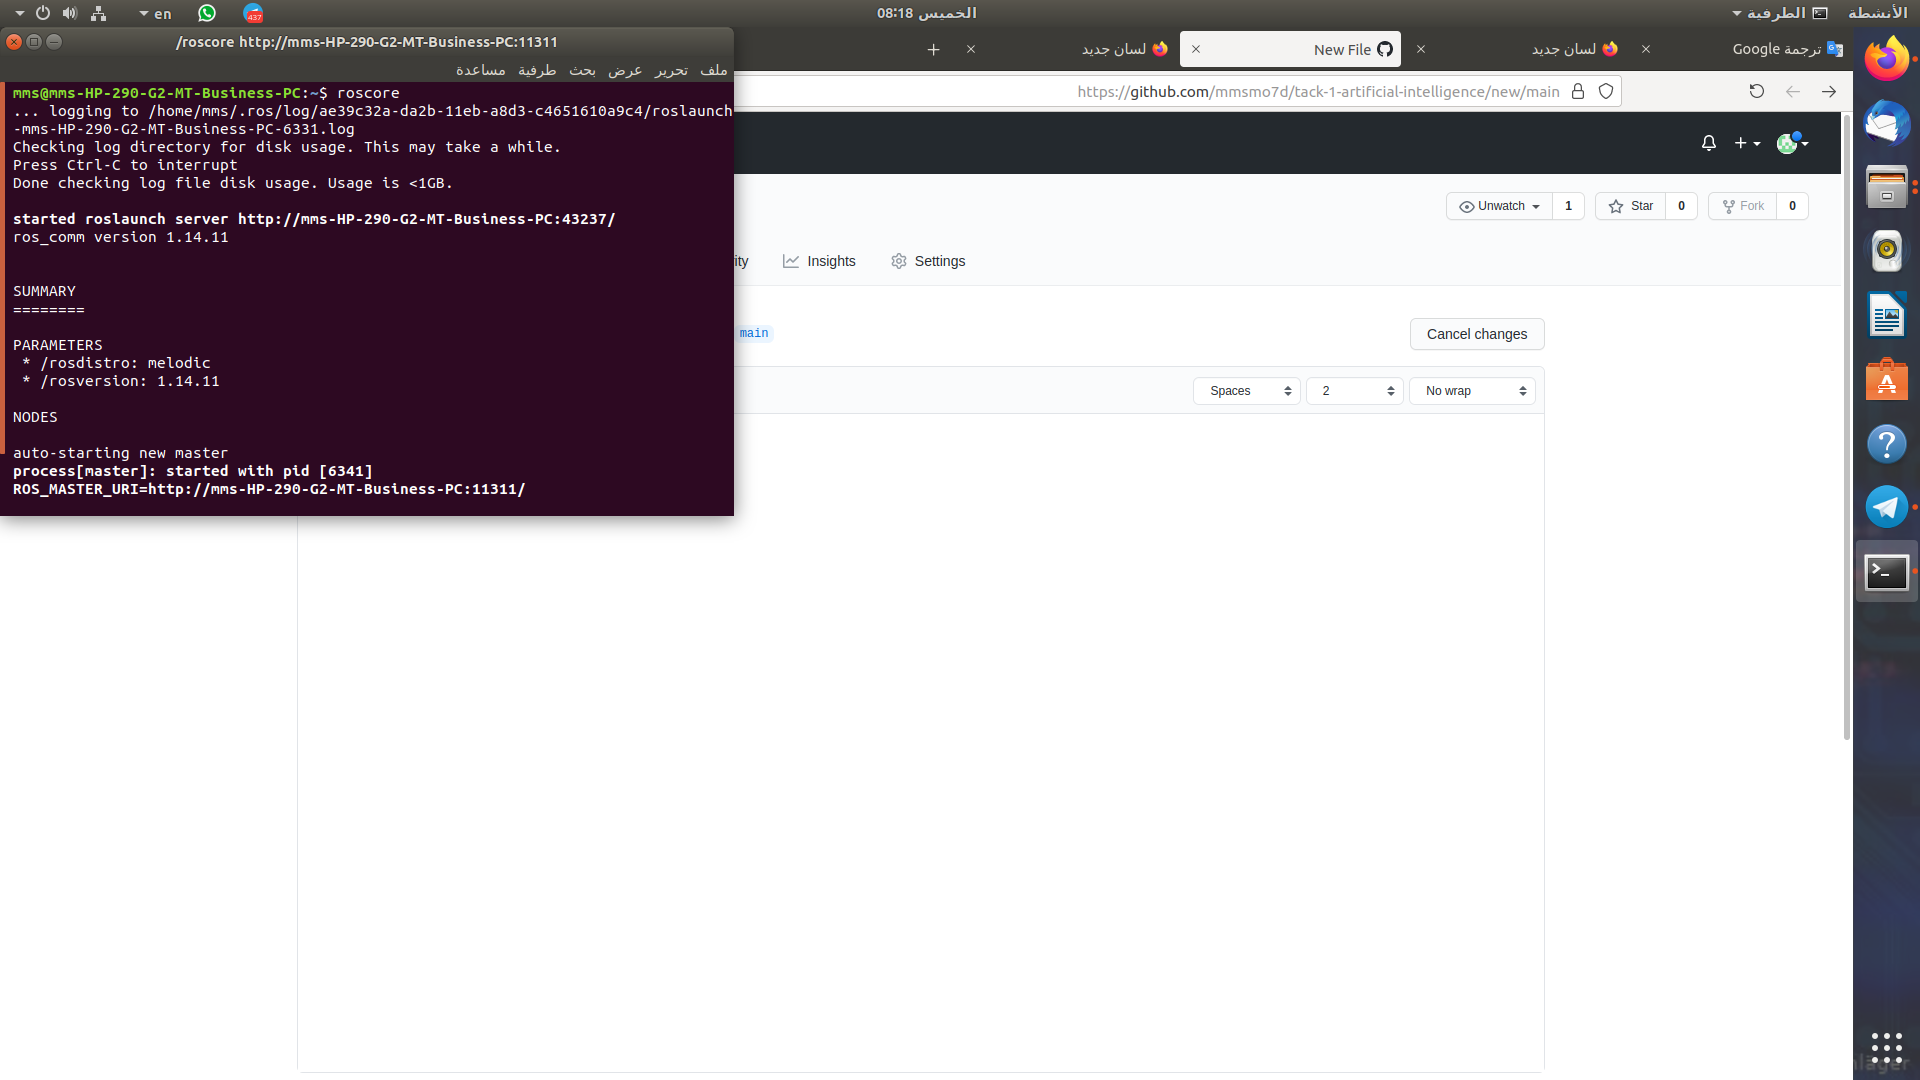 en
437
الخميس 08:18
الطرفية
الأنشطة
/roscore http://mms-HP-290-G2-MT-Business-PC:11311
ملف تحرير عرض بحث طرفية مساعدة
mms@mms-HP-290-G2-MT-Business-PC:~$ roscore
... logging to /home/mms/.ros/log/ae39c32a-da2b-11eb-a8d3-c4651610a9c4/roslaunch
-mms-HP-290-G2-MT-Business-PC-6331.log
Checking log directory for disk usage. This may take a while.
Press Ctrl-C to interrupt
Done checking log file disk usage. Usage is <1GB.
started roslaunch server http://mms-HP-290-G2-MT-Business-PC:43237/
ros_comm version 1.14.11
SUMMARY
========
PARAMETERS
* /rosdistro: melodic
* /rosversion: 1.14.11
NODES
auto-starting new master
process[master]: started with pid [6341]
ROS_MASTER_URI=http://mms-HP-290-G2-MT-Business-PC:11311/
لسان جديد
New File
لسان جديد
ترجمة Google
https://github.com/mmsmo7d/tack-1-artificial-intelligence/new/main
Unwatch 1
Star 0
Fork 0
rity
Insights
Settings
main
Cancel changes
Spaces
2
No wrap